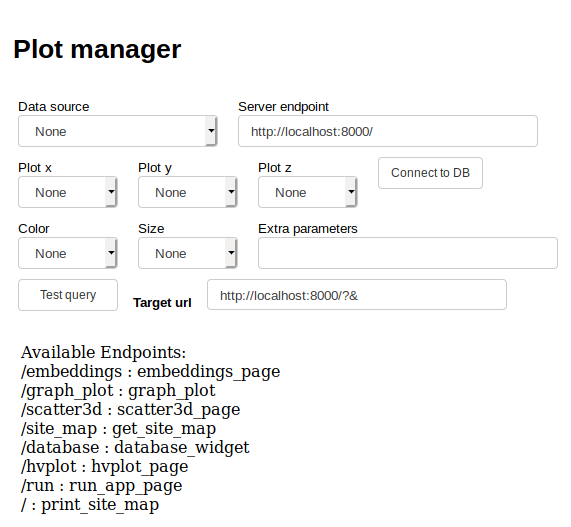 Plot manager
Data source Server endpoint
None http://localhost:8000/
Plot x Plot y Plot z
None None None Connect to DB
Color Size Extra parameters
None None
Test query Target url http://localhost:8000/?&
Available Endpoints:
/embeddings : embeddings_page
/graph_plot : graph_plot
/scatter3d : scatter3d_page
/site_map : get_site_map
/database : database_widget
/hvplot : hvplot_page
/run : run_app_page
/ : print_site_map